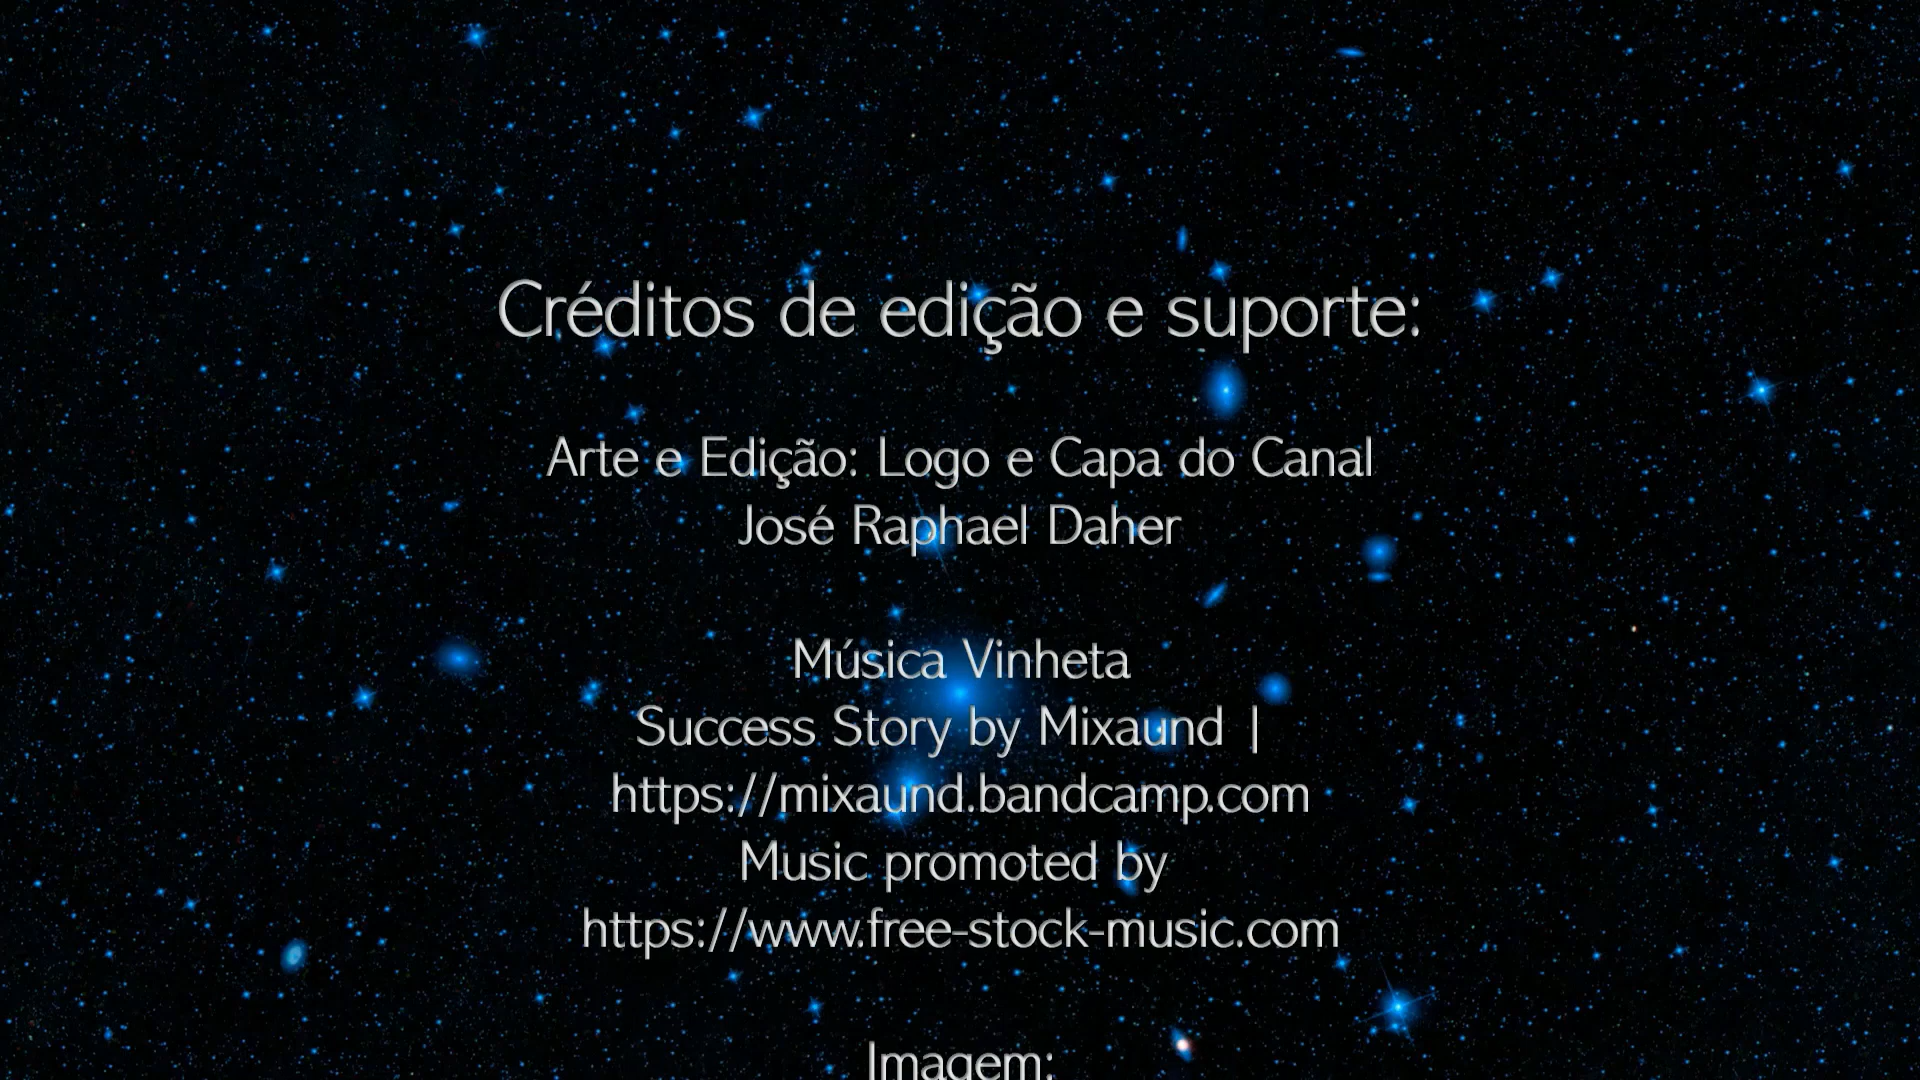 Créditos de edição e suporte:
Arte e Edição: Logo e Capa do Canal
José Raphael Daher
Música Vinheta
Success Story by Mixaund |
https://mixaund.bandcamp.com
Music promoted by
https://www.free-stock-music.com
Imagem: